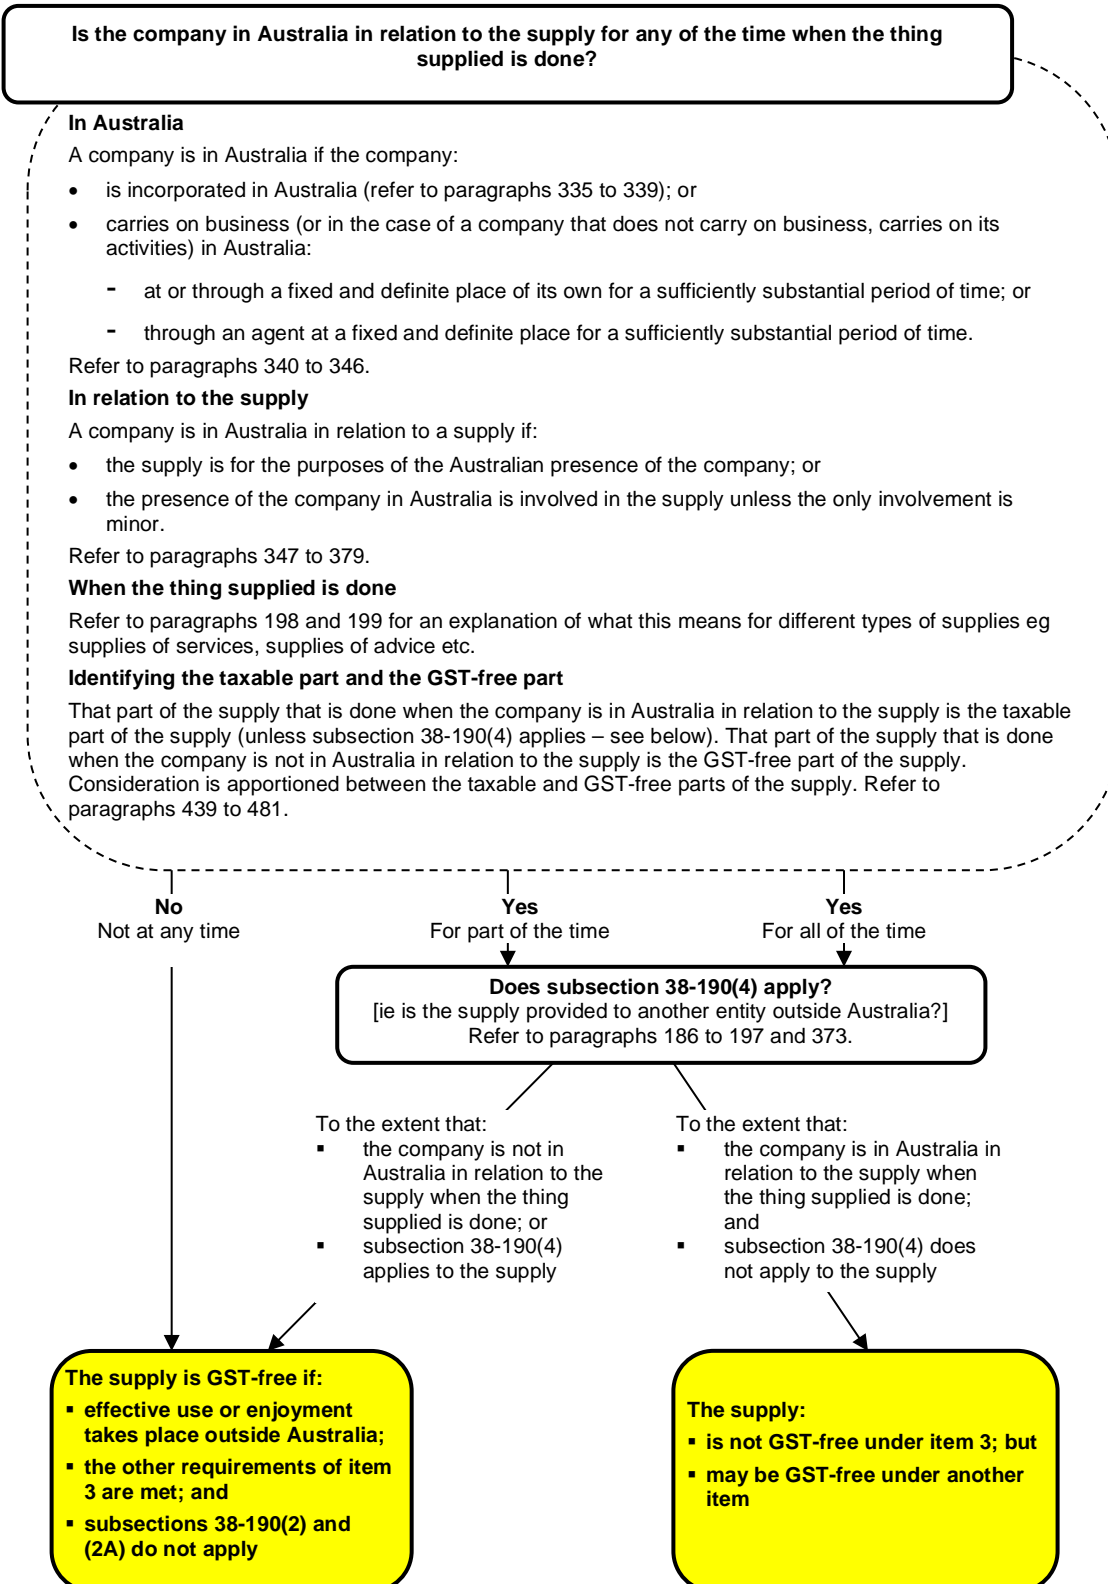 Is the company in Australia in relation to the supply for any of the time when the thing
supplied is done?
In Australia
A company is in Australia if the company:
• is incorporated in Australia (refer to paragraphs 335 to 339); or
• carries on business (or in the case of a company that does not carry on business, carries on its
activities) in Australia:
- at or through a fixed and definite place of its own for a sufficiently substantial period of time; or
- through an agent at a fixed and definite place for a sufficiently substantial period of time.
Refer to paragraphs 340 to 346.
In relation to the supply
A company is in Australia in relation to a supply if:
• the supply is for the purposes of the Australian presence of the company; or
• the presence of the company in Australia is involved in the supply unless the only involvement is
minor.
Refer to paragraphs 347 to 379.
When the thing supplied is done
Refer to paragraphs 198 and 199 for an explanation of what this means for different types of supplies eg
supplies of services, supplies of advice etc.
Identifying the taxable part and the GST-free part
That part of the supply that is done when the company is in Australia in relation to the supply is the taxable
part of the supply (unless subsection 38-190(4) applies – see below). That part of the supply that is done
when the company is not in Australia in relation to the supply is the GST-free part of the supply.
Consideration is apportioned between the taxable and GST-free parts of the supply. Refer to
paragraphs 439 to 481.
No
Not at any time
Yes
For part of the time
Yes
For all of the time
Does subsection 38-190(4) apply?
[ie is the supply provided to another entity outside Australia?]
Refer to paragraphs 186 to 197 and 373.
To the extent that:
▪ the company is not in
Australia in relation to the
supply when the thing
supplied is done; or
▪ subsection 38-190(4)
applies to the supply
To the extent that:
▪ the company is in Australia in
relation to the supply when
the thing supplied is done;
and
▪ subsection 38-190(4) does
not apply to the supply
The supply is GST-free if:
▪ effective use or enjoyment
takes place outside Australia;
▪ the other requirements of item
3 are met; and
▪ subsections 38-190(2) and
(2A) do not apply
The supply:
▪ is not GST-free under item 3; but
▪ may be GST-free under another
item